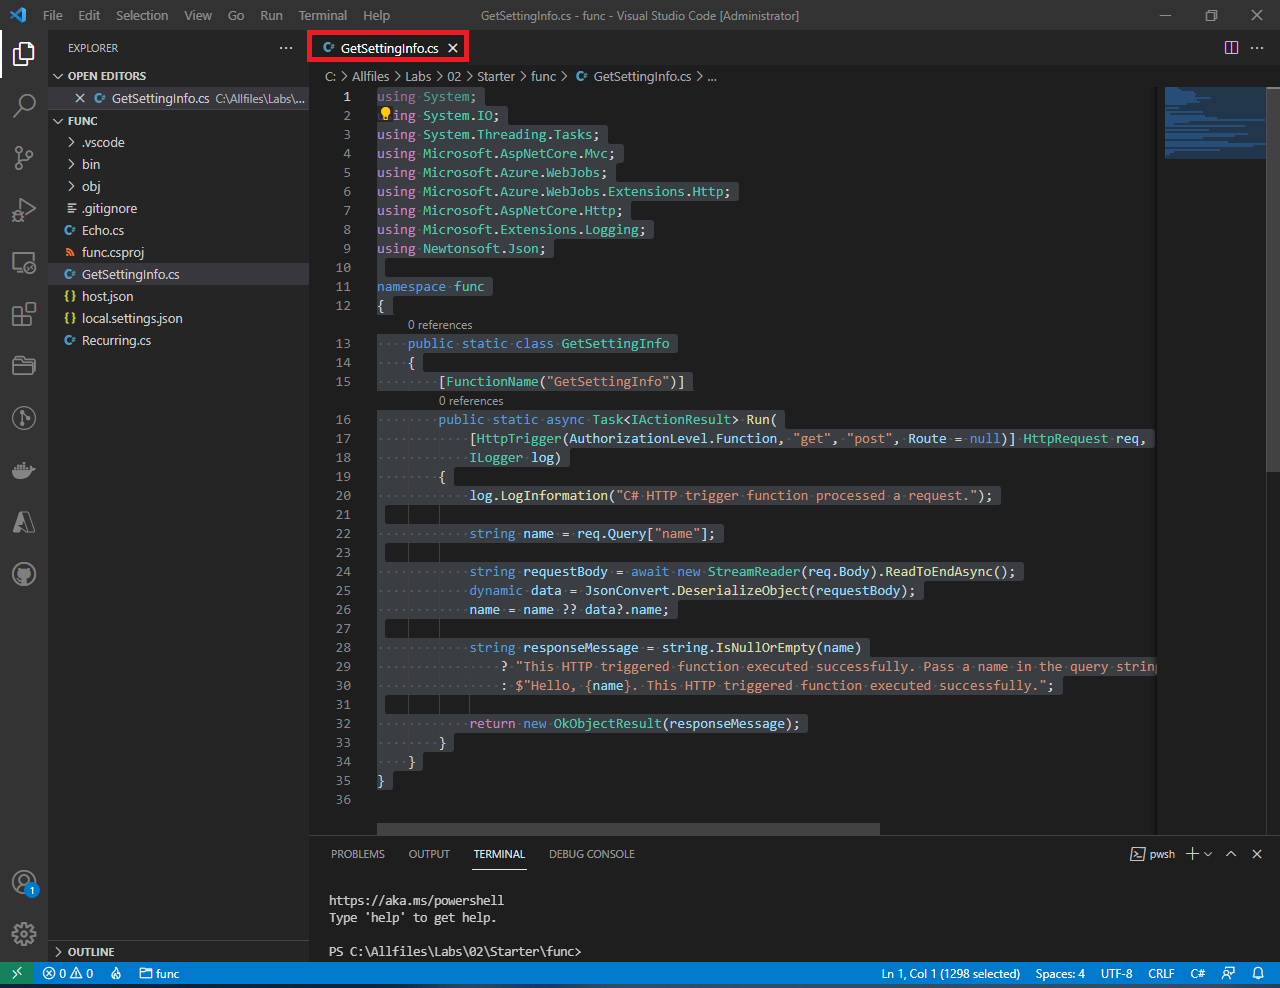 File Edit Selection View Go Run Terminal Help
GetSettingInfo.cs - func - Visual Studio Code [Administrator]
EXPLORER
OPEN EDITORS
GetSettingInfo.cs C:\Allfiles\Labs\...
FUNC
.vscode
bin
obj
.gitignore
Echo.cs
func.csproj
GetSettingInfo.cs
host.json
local.settings.json
Recurring.cs
OUTLINE
GetSettingInfo.cs
C: > Allfiles > Labs > 02 > Starter > func > GetSettingInfo.cs > ...
1 using System;
2 ing System.IO;
3 using System.Threading.Tasks;
4 using Microsoft.AspNetCore.Mvc;
5 using Microsoft.Azure.WebJobs;
6 using Microsoft.Azure.WebJobs.Extensions.Http;
7 using Microsoft.AspNetCore.Http;
8 using Microsoft.Extensions.Logging;
9 using Newtonsoft.Json;
10
11 namespace func
12 {
0 references
13 public static class GetSettingInfo
14 {
15 [FunctionName("GetSettingInfo")]
0 references
16 public static async Task<IActionResult> Run(
17 [HttpTrigger(AuthorizationLevel.Function, "get", "post", Route = null)] HttpRequest req,
18 ILogger log)
19 {
20 log.LogInformation("C# HTTP trigger function processed a request.");
21
22 string name = req.Query["name"];
23
24 string requestBody = await new StreamReader(req.Body).ReadToEndAsync();
25 dynamic data = JsonConvert.DeserializeObject(requestBody);
26 name = name ?? data?.name;
27
28 string responseMessage = string.IsNullOrEmpty(name)
29 ? "This HTTP triggered function executed successfully. Pass a name in the query string
30 : $"Hello, {name}. This HTTP triggered function executed successfully.";
31
32 return new OkObjectResult(responseMessage);
33 }
34 }
35 }
36
PROBLEMS OUTPUT TERMINAL DEBUG CONSOLE
pwsh
https://aka.ms/powershell
Type 'help' to get help.
PS C:\Allfiles\Labs\02\Starter\func>
1
0 0 func
Ln 1, Col 1 (1298 selected) Spaces: 4 UTF-8 CRLF C#